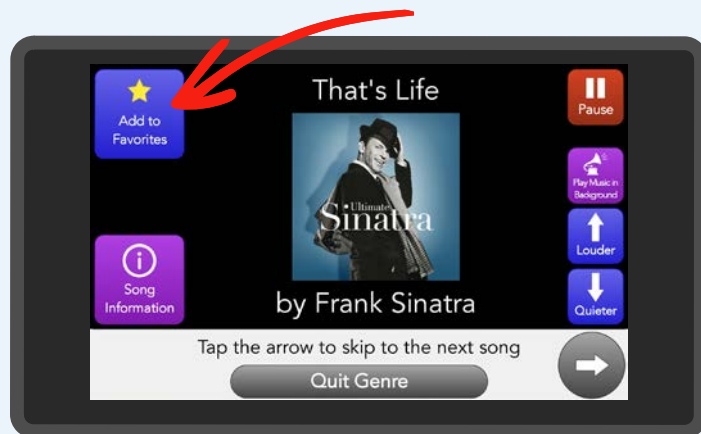 Add to
Favorites
That's Life
Pause
Ultimate
Sinatra
Play Music in
Background
Louder
Song
Information
by Frank Sinatra
Quieter
Tap the arrow to skip to the next song
Quit Genre